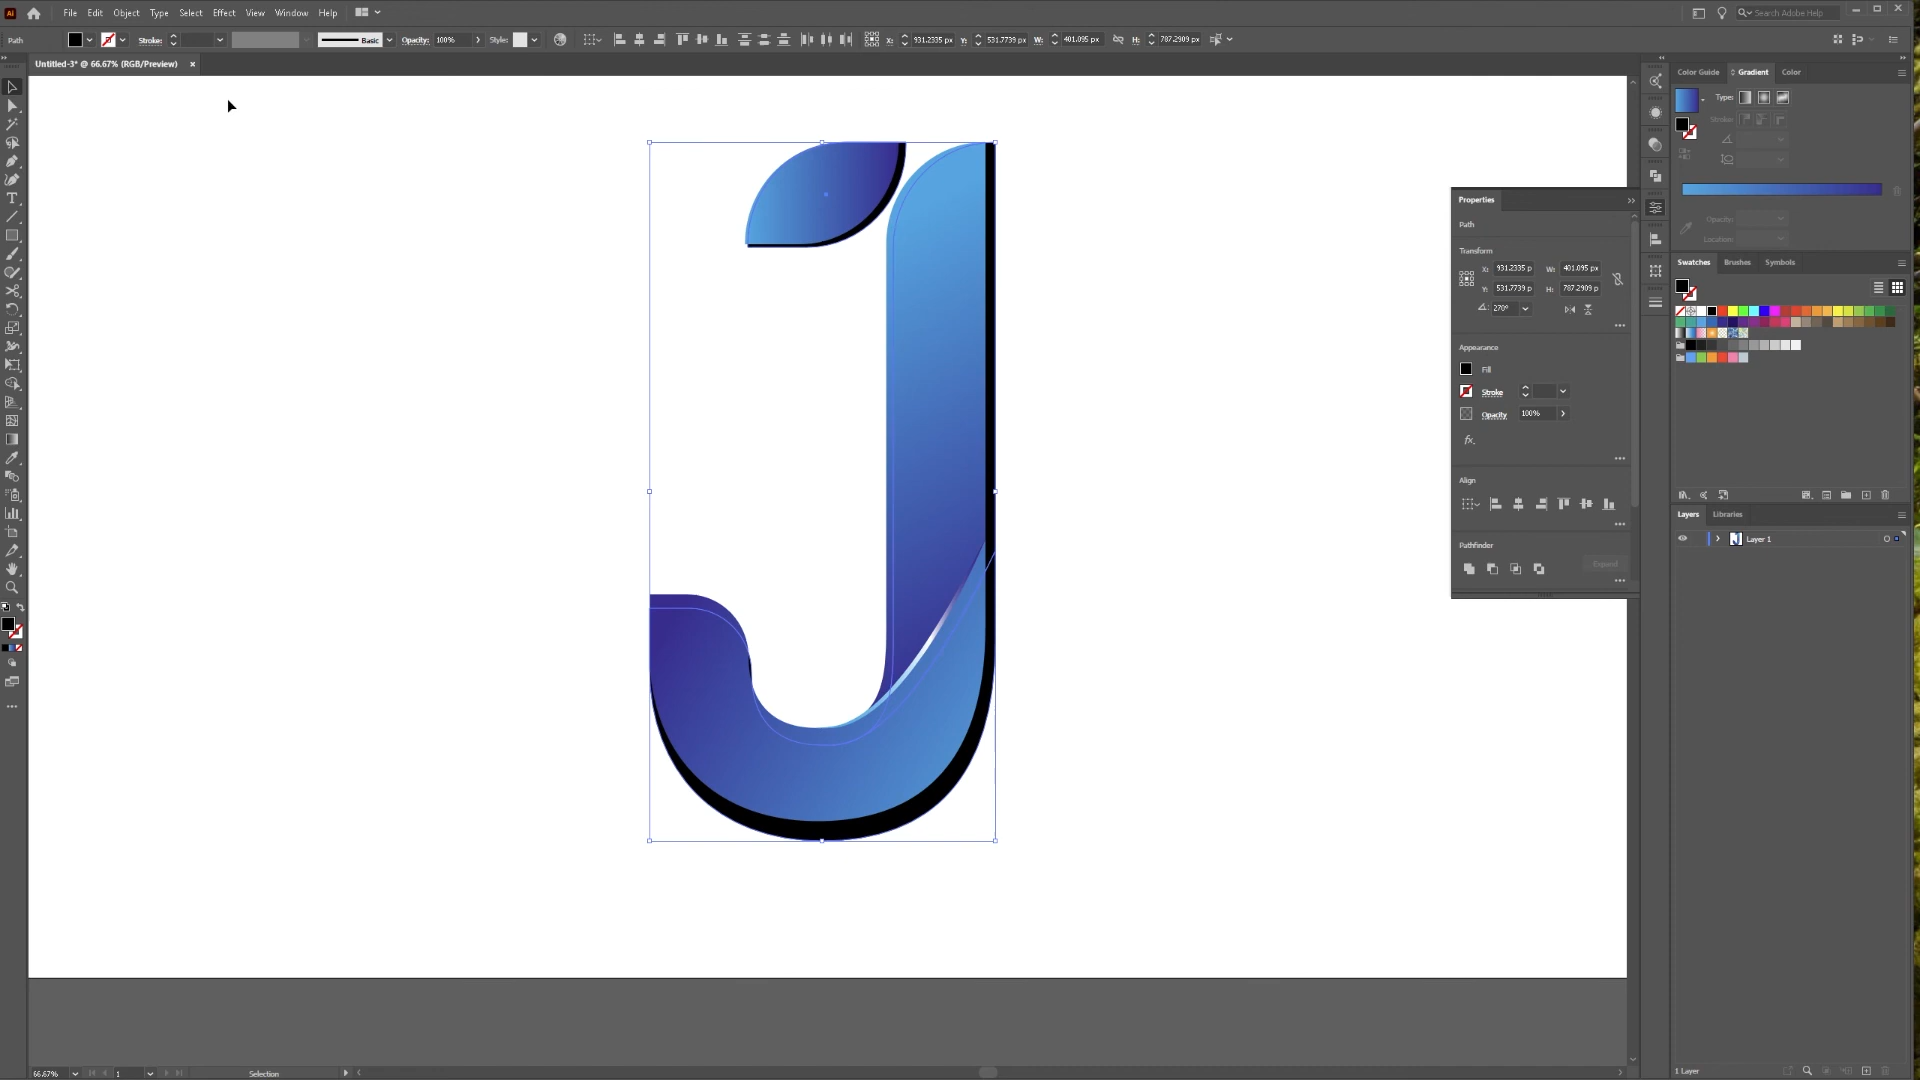 Ai File Edit Object Type Select Effect View Window Help Search Adobe Help
Path Stroke: Basic Opacity: 100% Style: X: 931.2335 px Y: 531.7739 px W: 401.095 px H: 787.2909 px
Untitled-3* @ 66.67% (RGB/Preview) ×
Color Guide Gradient Color
Type:
Stroke:
Opacity:
Location:
Properties
Path
Transform
X: 931.2335 p W: 401.095 px
Y: 531.7739 p H: 787.2909 px
270°
Appearance
Fill
Stroke
Opacity 100%
fx.
Align
Pathfinder
Expand
Swatches Brushes Symbols
Layers Libraries
Layer 1
J
66.67% 1 Selection
1 Layer